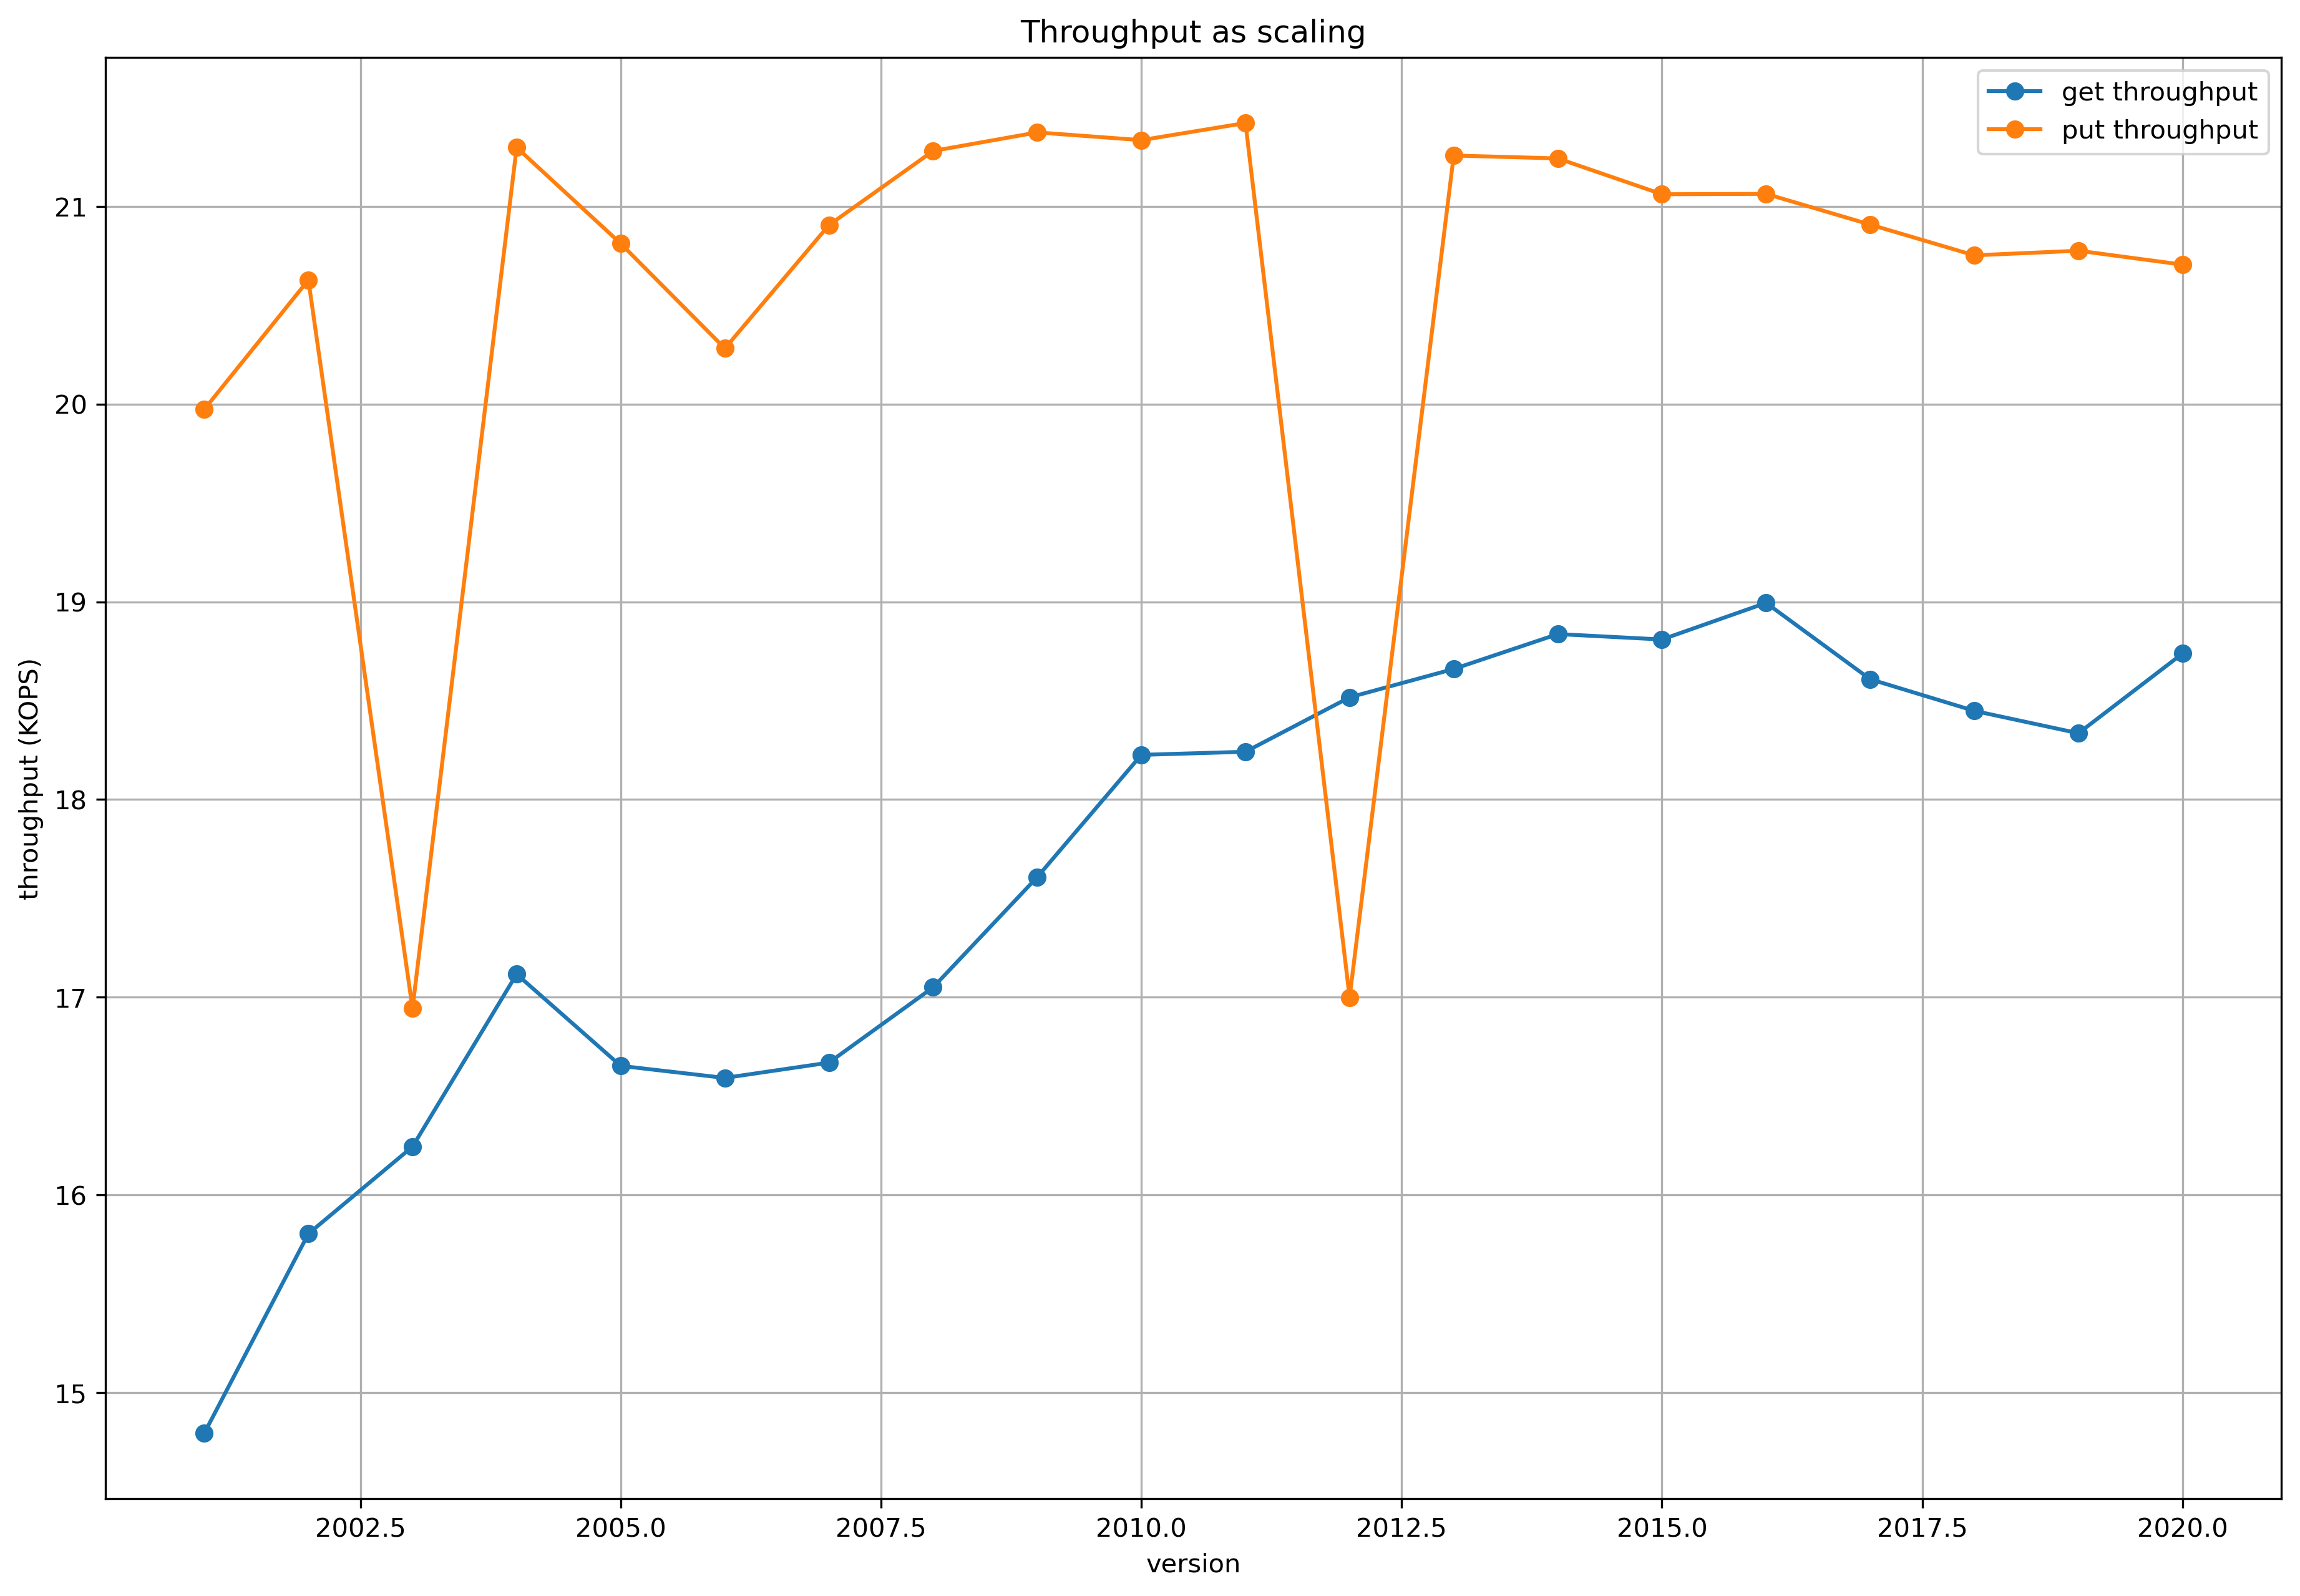 Throughput as scaling
get throughput
put throughput
throughput (KOPS)
21
20
19
18
17
16
15
2002.5 2005.0 2007.5 2010.0 2012.5 2015.0 2017.5 2020.0
version